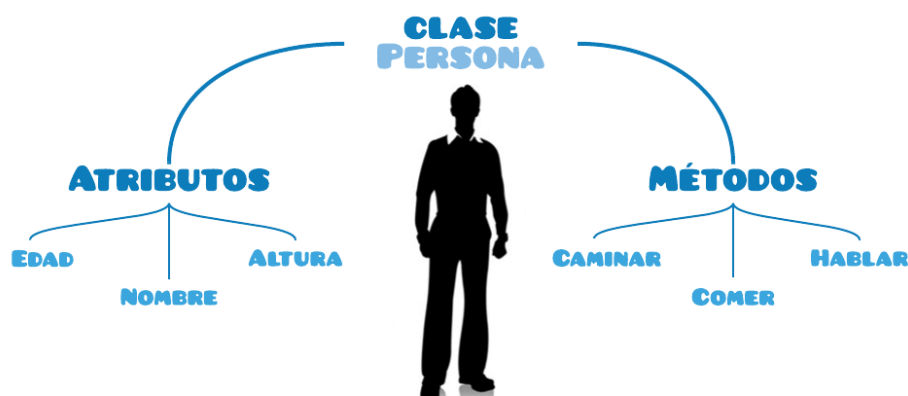 CLASE
PERSONA
ATRIBUTOS
MÉTODOS
EDAD
ALTURA
NOMBRE
CAMINAR
HABLAR
COMER